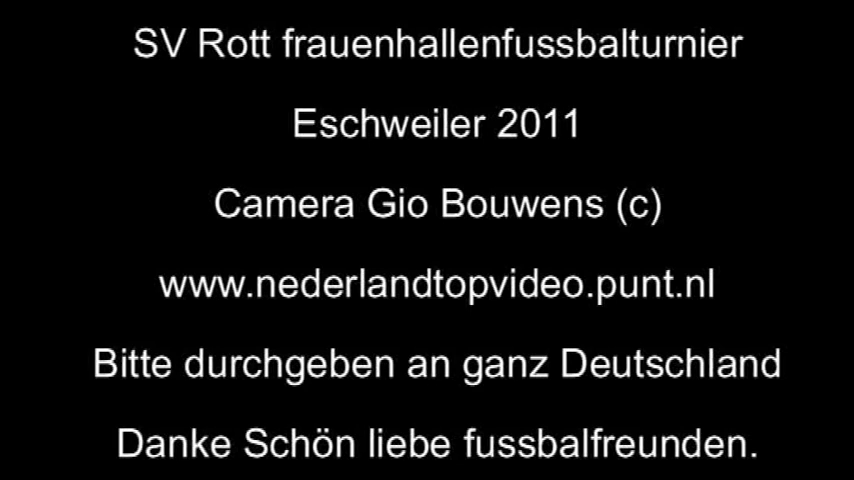 SV Rott frauenhallenfussbalturnier
Eschweiler 2011
Camera Gio Bouwens (c)
www.nederlandtopvideo.punt.nl
Bitte durchgeben an ganz Deutschland
Danke Schön liebe fussbalfreunden.